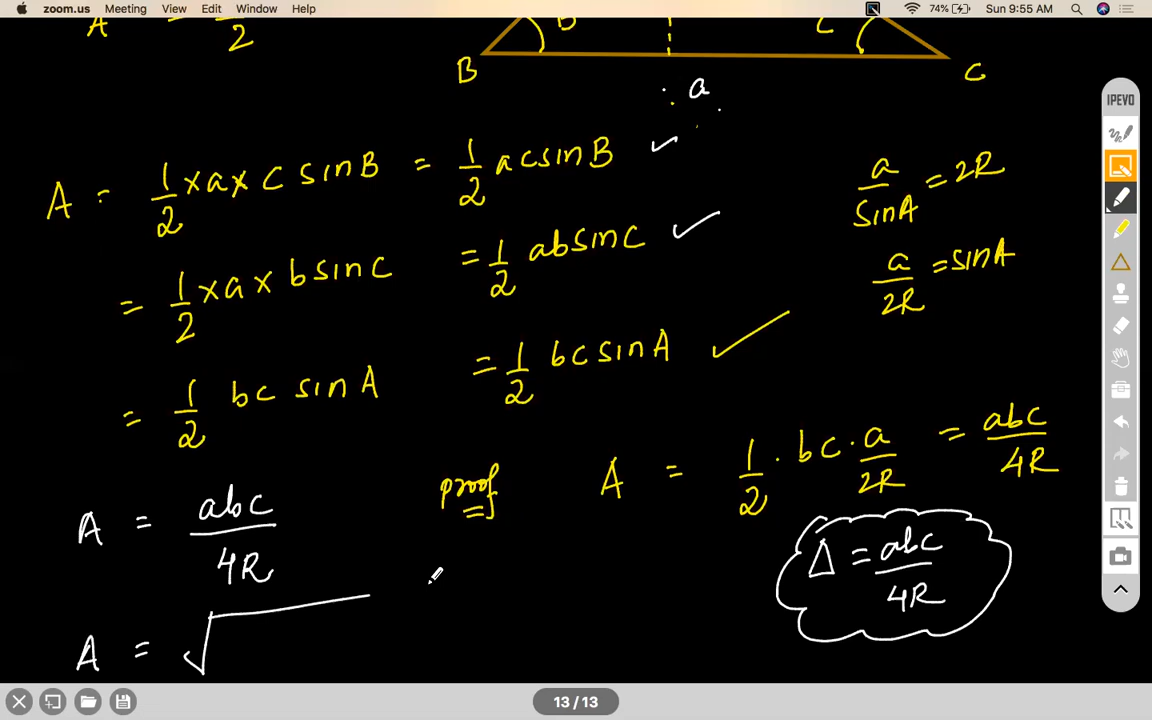 zoom.us Meeting View Edit Window Help 74% Sun 9:55 AM
A = 2
B C
B C
a
A = 1/2 × a × c sin B = 1/2 ac sin B ✓
= 1/2 × a × b sin C = 1/2 ab sin C ✓
= 1/2 bc sin A = 1/2 bc sin A ✓
a/sin A = 2R
a/2R = sin A
A = abc/4R
proof A = 1/2 · bc · a/2R = abc/4R
Δ = abc/4R
A = √
IPEVO
13 / 13